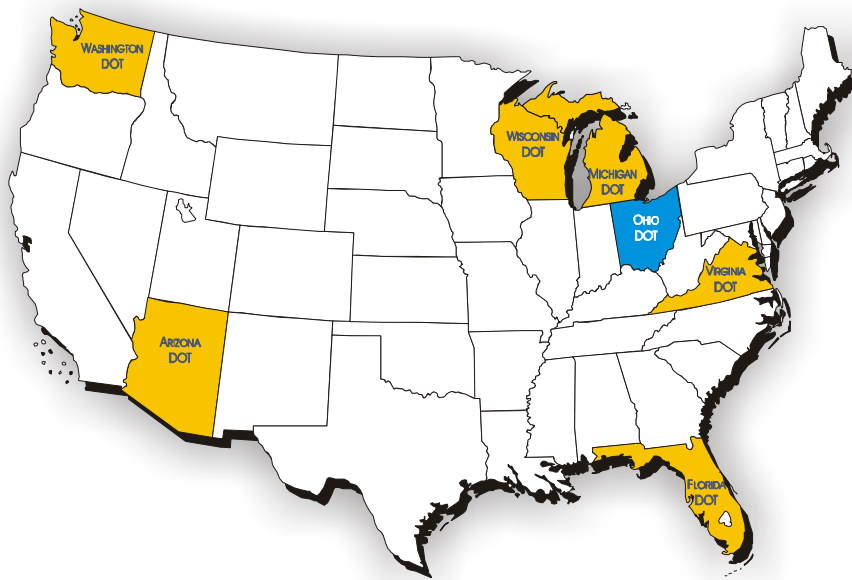 WASHINGTON
DOT
WISCONSIN
DOT
MICHIGAN
DOT
OHIO
DOT
VIRGINIA
DOT
ARIZONA
DOT
FLORIDA
DOT